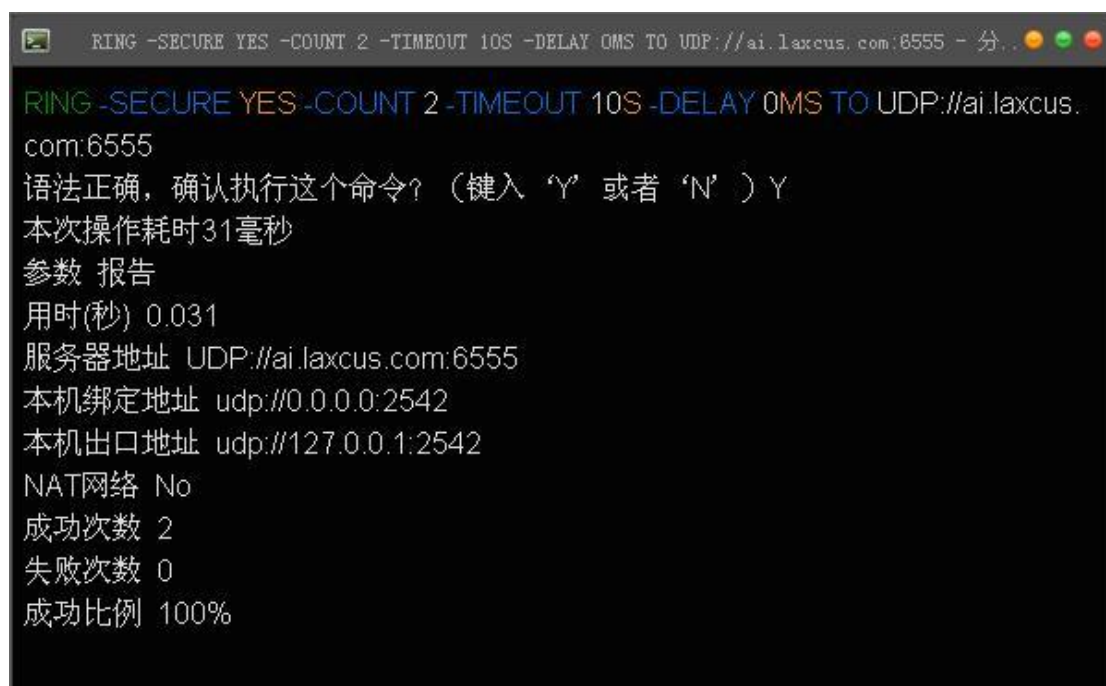 RING -SECURE YES -COUNT 2 -TIMEOUT 10S -DELAY 0MS TO UDP://ai.laxcus.com:6555 - 分..
RING -SECURE YES -COUNT 2 -TIMEOUT 10S -DELAY 0MS TO UDP://ai.laxcus.
com:6555
语法正确，确认执行这个命令？（键入‘Y’或者‘N’）Y
本次操作耗时31毫秒
参数 报告
用时(秒) 0.031
服务器地址 UDP://ai.laxcus.com:6555
本机绑定地址 udp://0.0.0.0:2542
本机出口地址 udp://127.0.0.1:2542
NAT网络 No
成功次数 2
失败次数 0
成功比例 100%